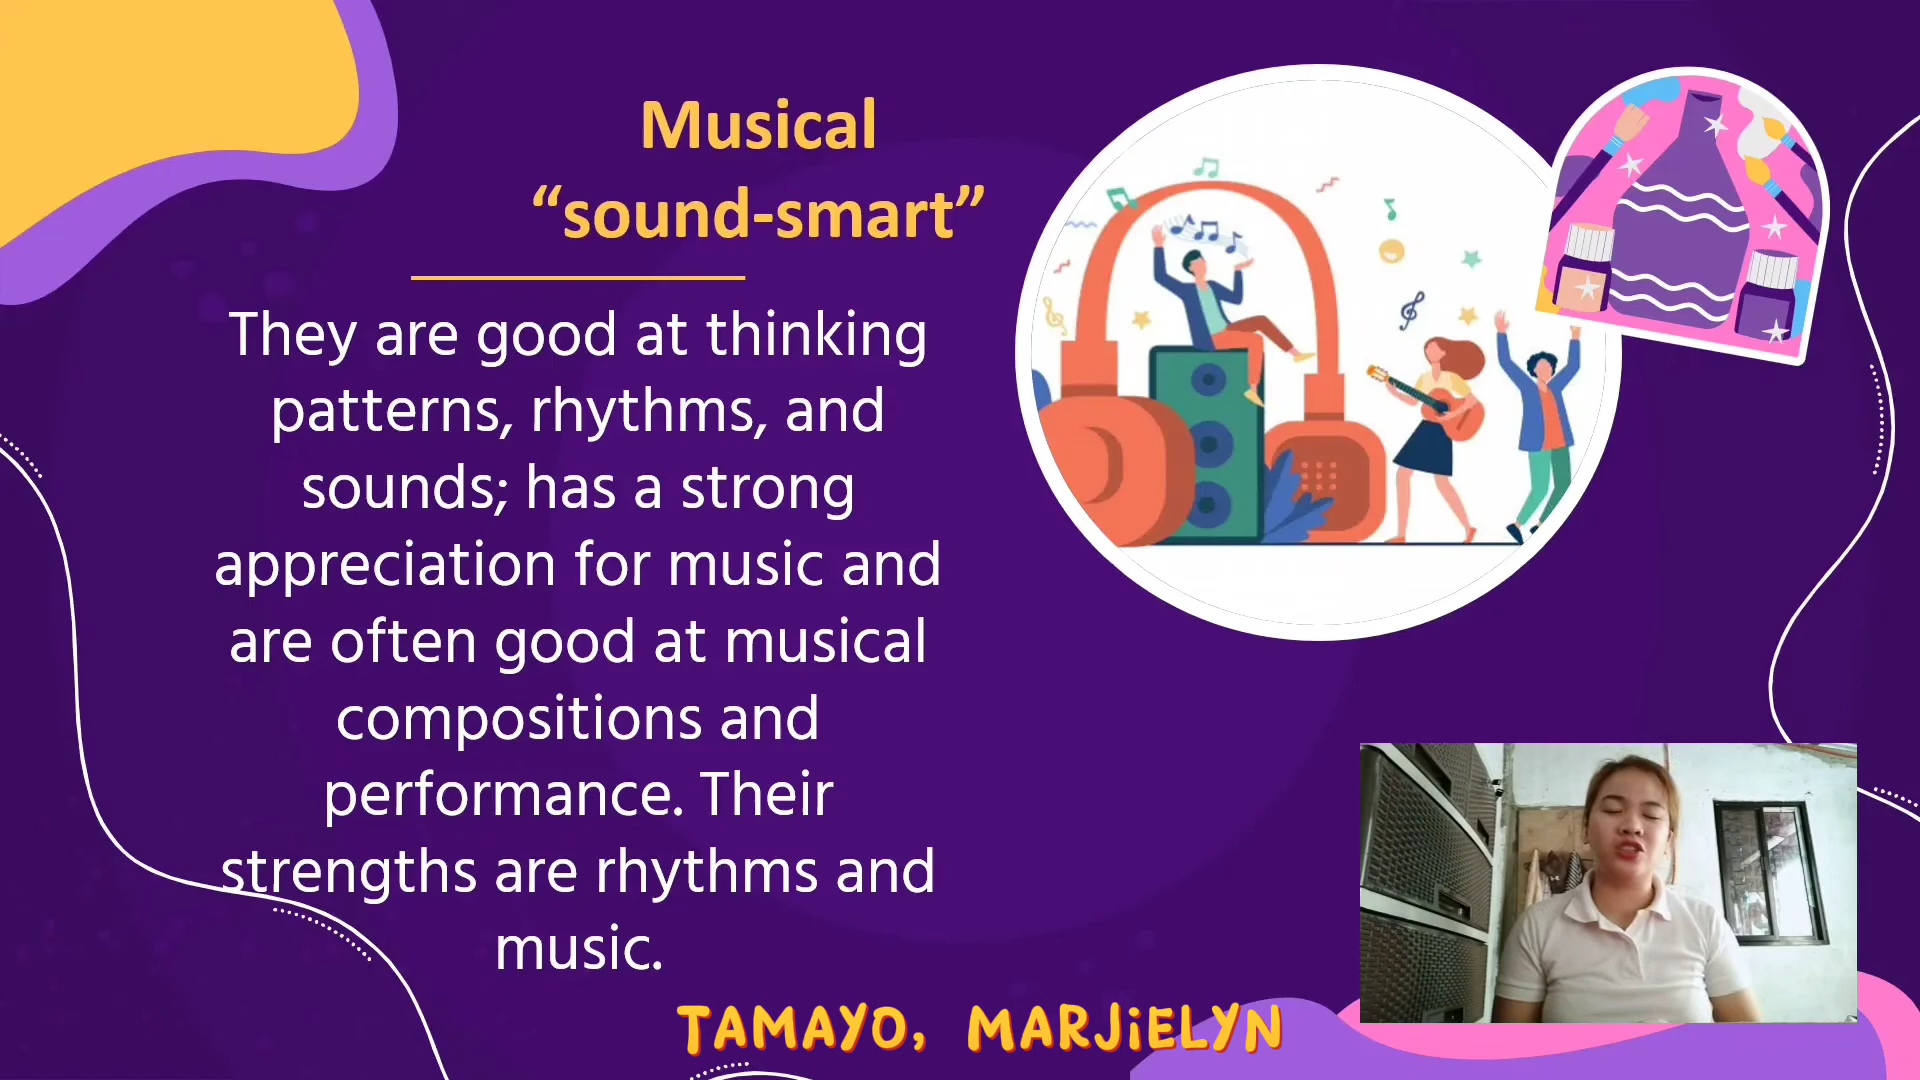 Musical
“sound-smart”
They are good at thinking
patterns, rhythms, and
sounds; has a strong
appreciation for music and
are often good at musical
compositions and
performance. Their
strengths are rhythms and
music.
TAMAYO, MARJiELYN